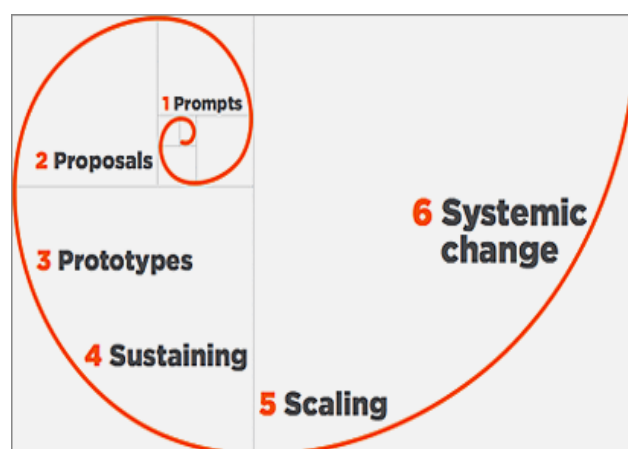 1 Prompts
2 Proposals
3 Prototypes
4 Sustaining
5 Scaling
6 Systemic
change